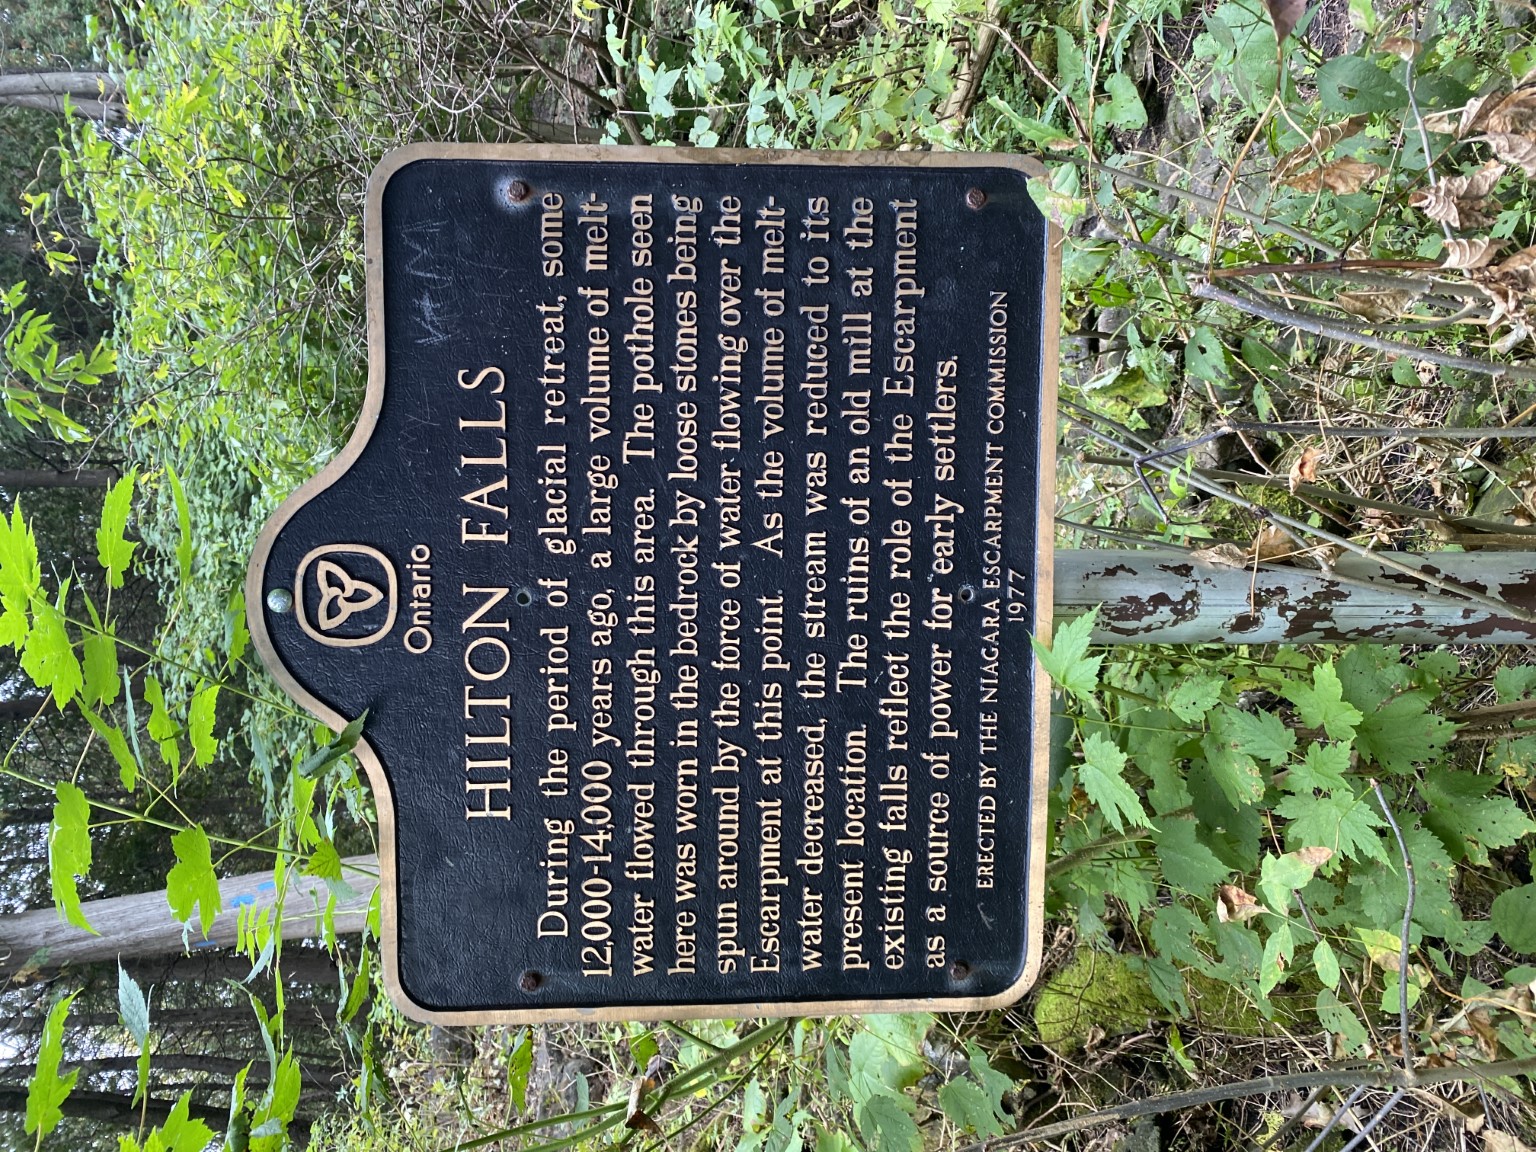 Ontario
HILTON FALLS
During the period of glacial retreat, some
12,000-14,000 years ago, a large volume of melt-
water flowed through this area. The pothole seen
here was worn in the bedrock by loose stones being
spun around by the force of water flowing over the
Escarpment at this point. As the volume of melt-
water decreased, the stream was reduced to its
present location. The ruins of an old mill at the
existing falls reflect the role of the Escarpment
as a source of power for early settlers.
ERECTED BY THE NIAGARA ESCARPMENT COMMISSION
1977